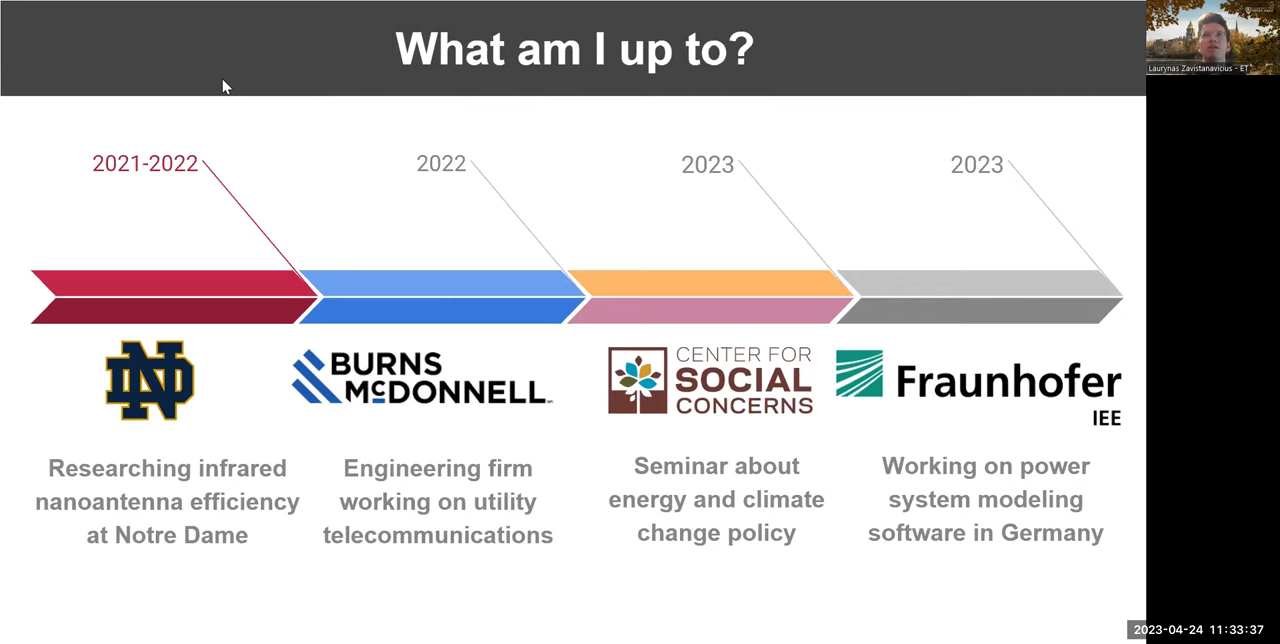 What am I up to?
Laurynas Zavistanavicius - ET
2021-2022
2022
2023
2023
ND
BURNS
McDONNELL
CENTER FOR
SOCIAL
CONCERNS
Fraunhofer
IEE
Researching infrared
nanoantenna efficiency
at Notre Dame
Engineering firm
working on utility
telecommunications
Seminar about
energy and climate
change policy
Working on power
system modeling
software in Germany
2023-04-24 11:33:37